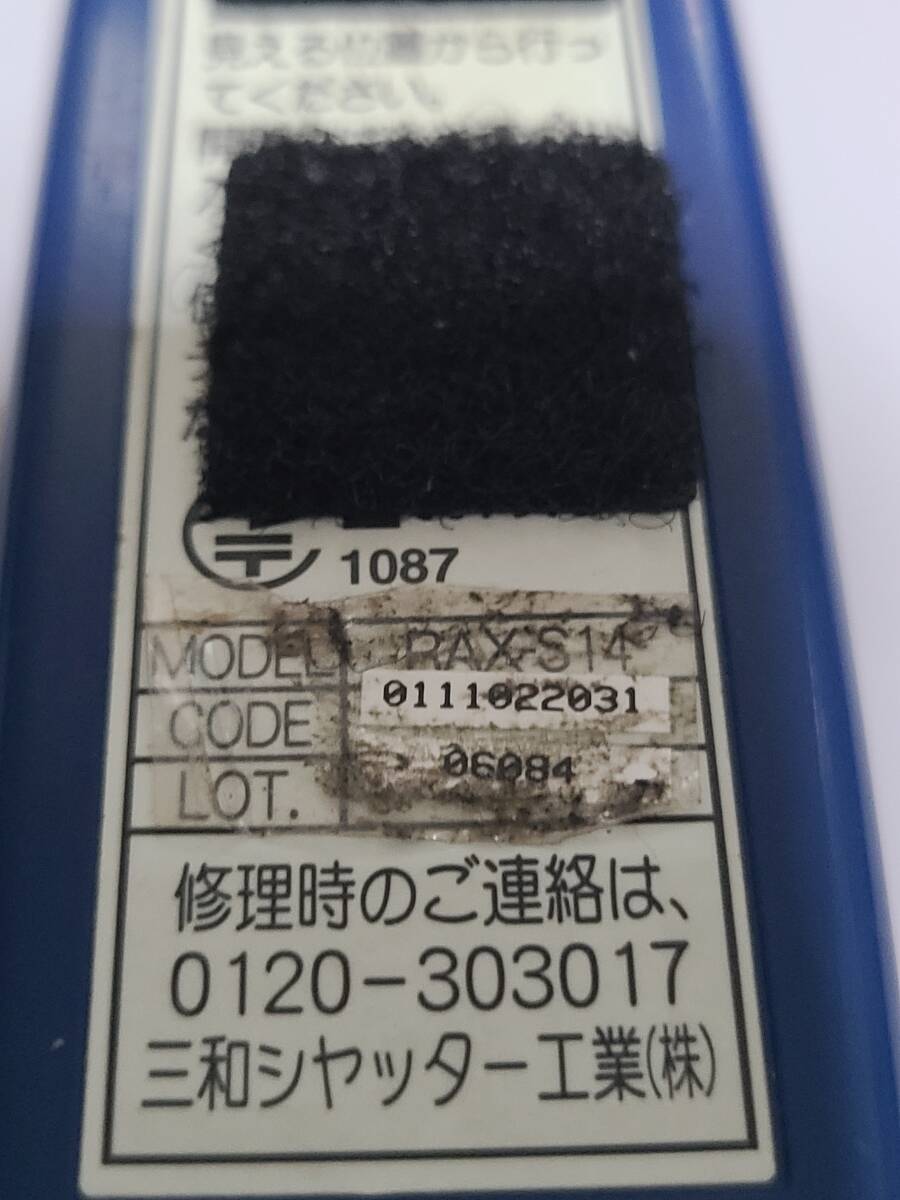 見える位置から行っ
てください。
1087
MODEL RAX-S14
CODE 0111022031
LOT. 06084
修理時のご連絡は、
0120-303017
三和シヤッター工業(株)